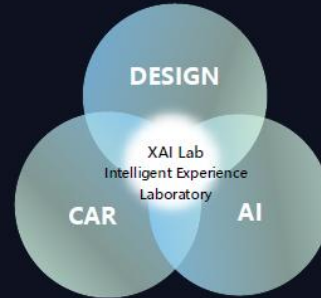 DESIGN
XAI Lab
Intelligent Experience
Laboratory
CAR
AI